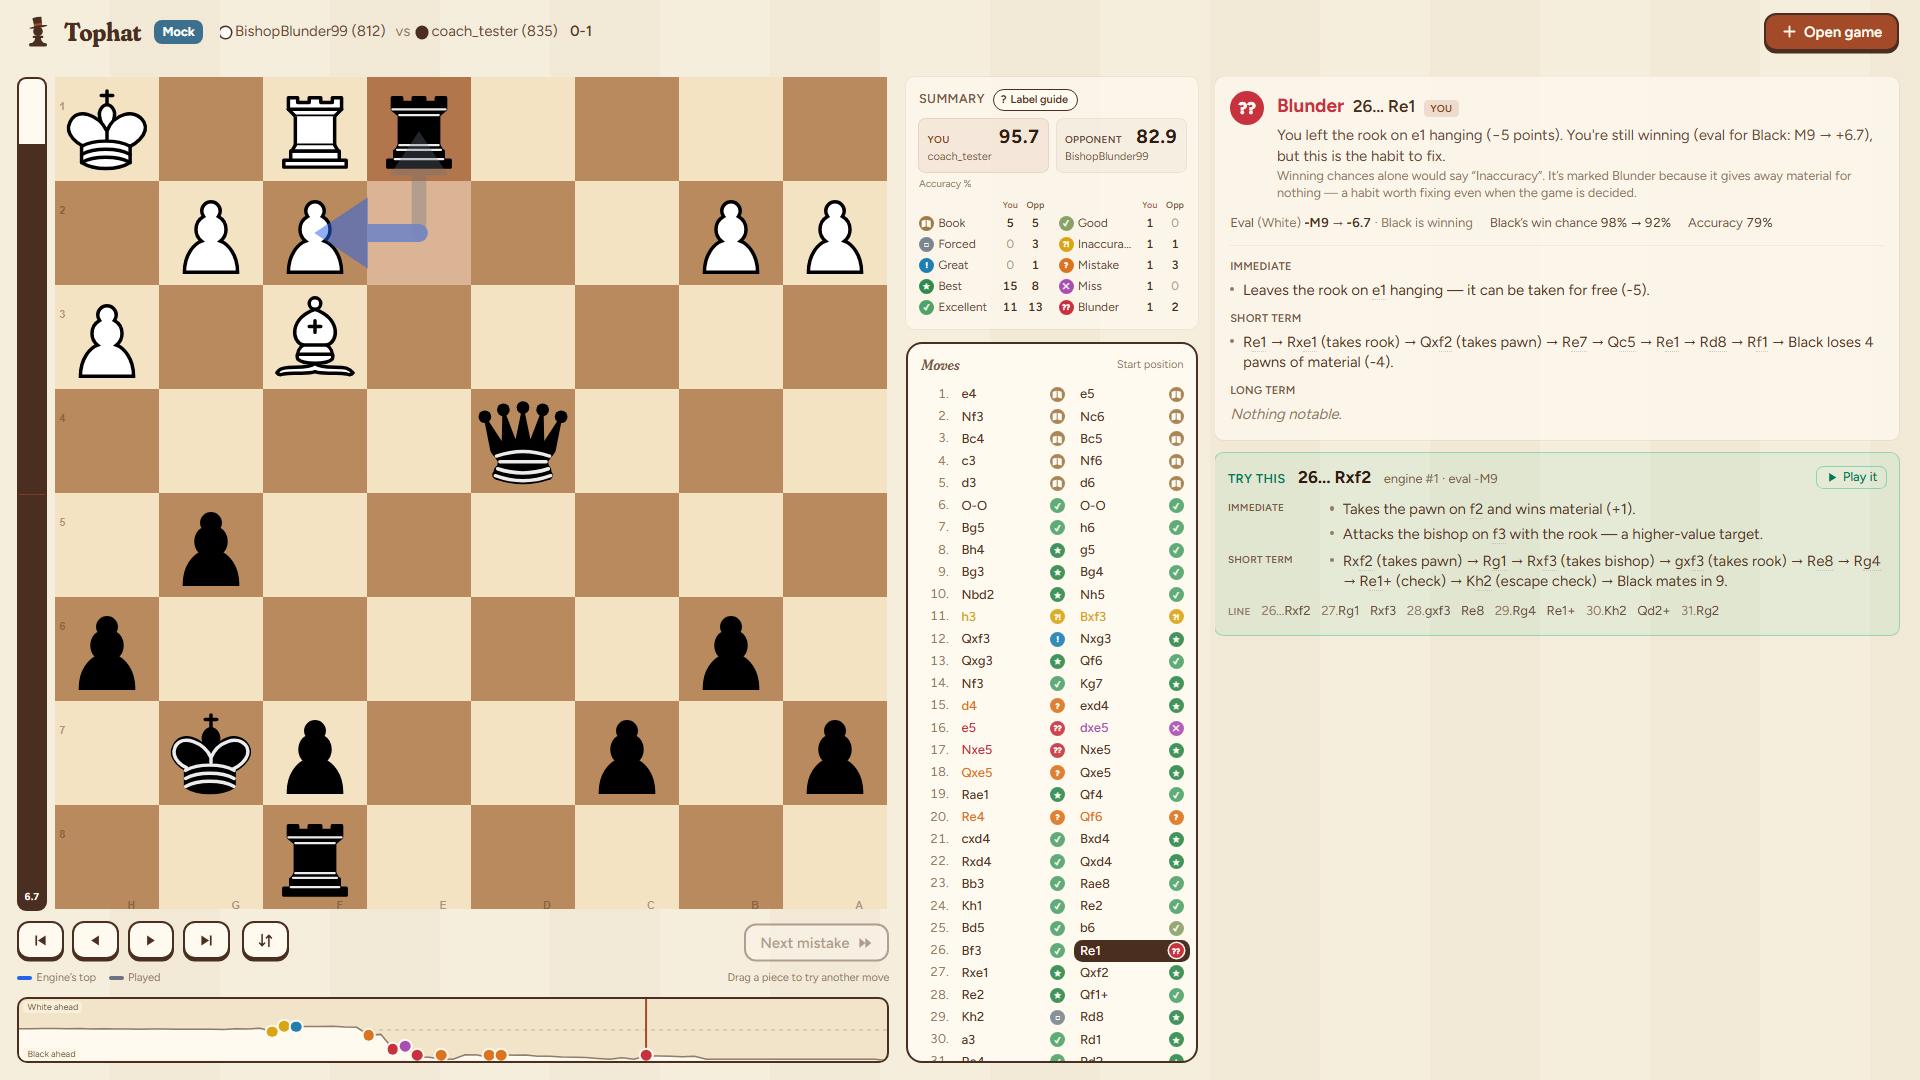 Tophat Mock BishopBlunder99 (812) vs coach_tester (835) 0-1
+ Open game
1
2
3
4
5
6
7
8
H G F E D C B A
6.7
Next mistake
Engine's top Played
Drag a piece to try another move
White ahead
Black ahead
SUMMARY ? Label guide
YOU 95.7
coach_tester
OPPONENT 82.9
BishopBlunder99
Accuracy %
You Opp You Opp
Book 5 5 Good 1 0
Forced 0 3 Inaccura... 1 1
Great 0 1 Mistake 1 3
Best 15 8 Miss 1 0
Excellent 11 13 Blunder 1 2
Moves Start position
1. e4 e5
2. Nf3 Nc6
3. Bc4 Bc5
4. c3 Nf6
5. d3 d6
6. O-O O-O
7. Bg5 h6
8. Bh4 g5
9. Bg3 Bg4
10. Nbd2 Nh5
11. h3 Bxf3
12. Qxf3 Nxg3
13. Qxg3 Qf6
14. Nf3 Kg7
15. d4 exd4
16. e5 dxe5
17. Nxe5 Nxe5
18. Qxe5 Qxe5
19. Rae1 Qf4
20. Re4 Qf6
21. cxd4 Bxd4
22. Rxd4 Qxd4
23. Bb3 Rae8
24. Kh1 Re2
25. Bd5 b6
26. Bf3 Re1
27. Rxe1 Qxf2
28. Re2 Qf1+
29. Kh2 Rd8
30. a3 Rd1
?? Blunder 26... Re1 YOU
You left the rook on e1 hanging (−5 points). You're still winning (eval for Black: M9 → +6.7),
but this is the habit to fix.
Winning chances alone would say “Inaccuracy”. It's marked Blunder because it gives away material for
nothing — a habit worth fixing even when the game is decided.
Eval (White) -M9 → -6.7 · Black is winning Black's win chance 98% → 92% Accuracy 79%
IMMEDIATE
• Leaves the rook on e1 hanging — it can be taken for free (-5).
SHORT TERM
• Re1 → Rxe1 (takes rook) → Qxf2 (takes pawn) → Re7 → Qc5 → Re1 → Rd8 → Rf1 → Black loses 4
pawns of material (-4).
LONG TERM
Nothing notable.
TRY THIS 26... Rxf2 engine #1 · eval -M9 Play it
IMMEDIATE • Takes the pawn on f2 and wins material (+1).
• Attacks the bishop on f3 with the rook — a higher-value target.
SHORT TERM • Rxf2 (takes pawn) → Rg1 → Rxf3 (takes bishop) → gxf3 (takes rook) → Re8 → Rg4
→ Re1+ (check) → Kh2 (escape check) → Black mates in 9.
LINE 26...Rxf2 27.Rg1 Rxf3 28.gxf3 Re8 29.Rg4 Re1+ 30.Kh2 Qd2+ 31.Rg2